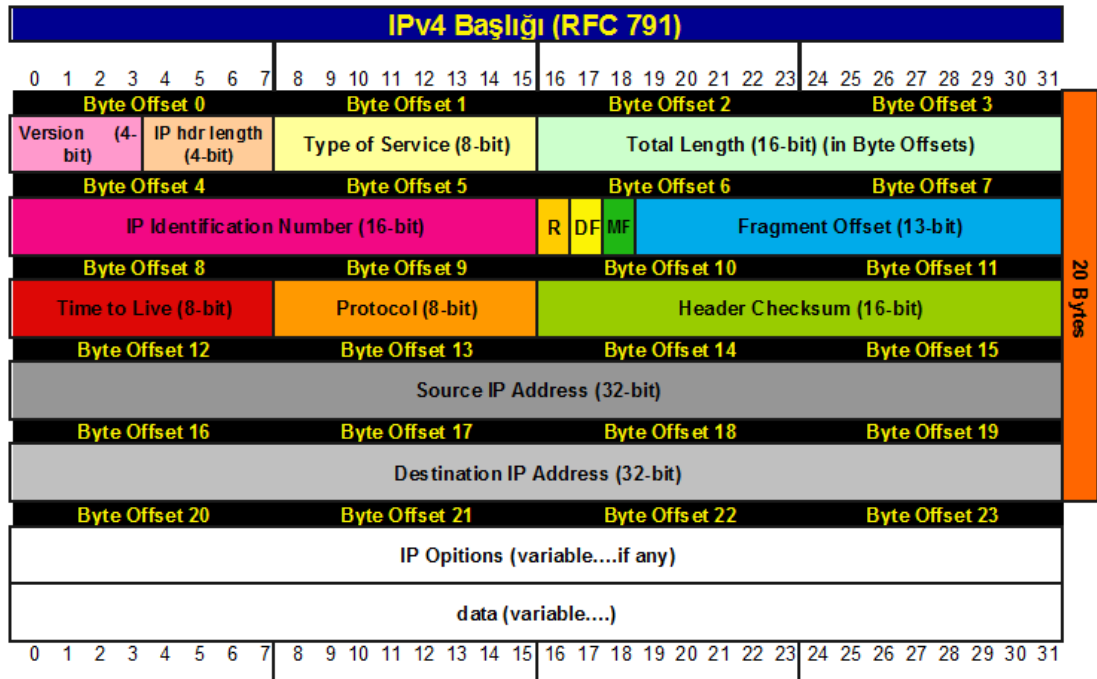 IPv4 Başlığı (RFC 791)
0 1 2 3 4 5 6 7 8 9 10 11 12 13 14 15 16 17 18 19 20 21 22 23 24 25 26 27 28 29 30 31
Byte Offset 0 Byte Offset 1 Byte Offset 2 Byte Offset 3
Version (4-
bit)
IP hdr length
(4-bit)
Type of Service (8-bit)
Total Length (16-bit) (in Byte Offsets)
Byte Offset 4 Byte Offset 5 Byte Offset 6 Byte Offset 7
IP Identification Number (16-bit) R DF MF Fragment Offset (13-bit)
Byte Offset 8 Byte Offset 9 Byte Offset 10 Byte Offset 11
Time to Live (8-bit) Protocol (8-bit) Header Checksum (16-bit)
20 Bytes
Byte Offset 12 Byte Offset 13 Byte Offset 14 Byte Offset 15
Source IP Address (32-bit)
Byte Offset 16 Byte Offset 17 Byte Offset 18 Byte Offset 19
Destination IP Address (32-bit)
Byte Offset 20 Byte Offset 21 Byte Offset 22 Byte Offset 23
IP Opitions (variable....if any)
data (variable....)
0 1 2 3 4 5 6 7 8 9 10 11 12 13 14 15 16 17 18 19 20 21 22 23 24 25 26 27 28 29 30 31